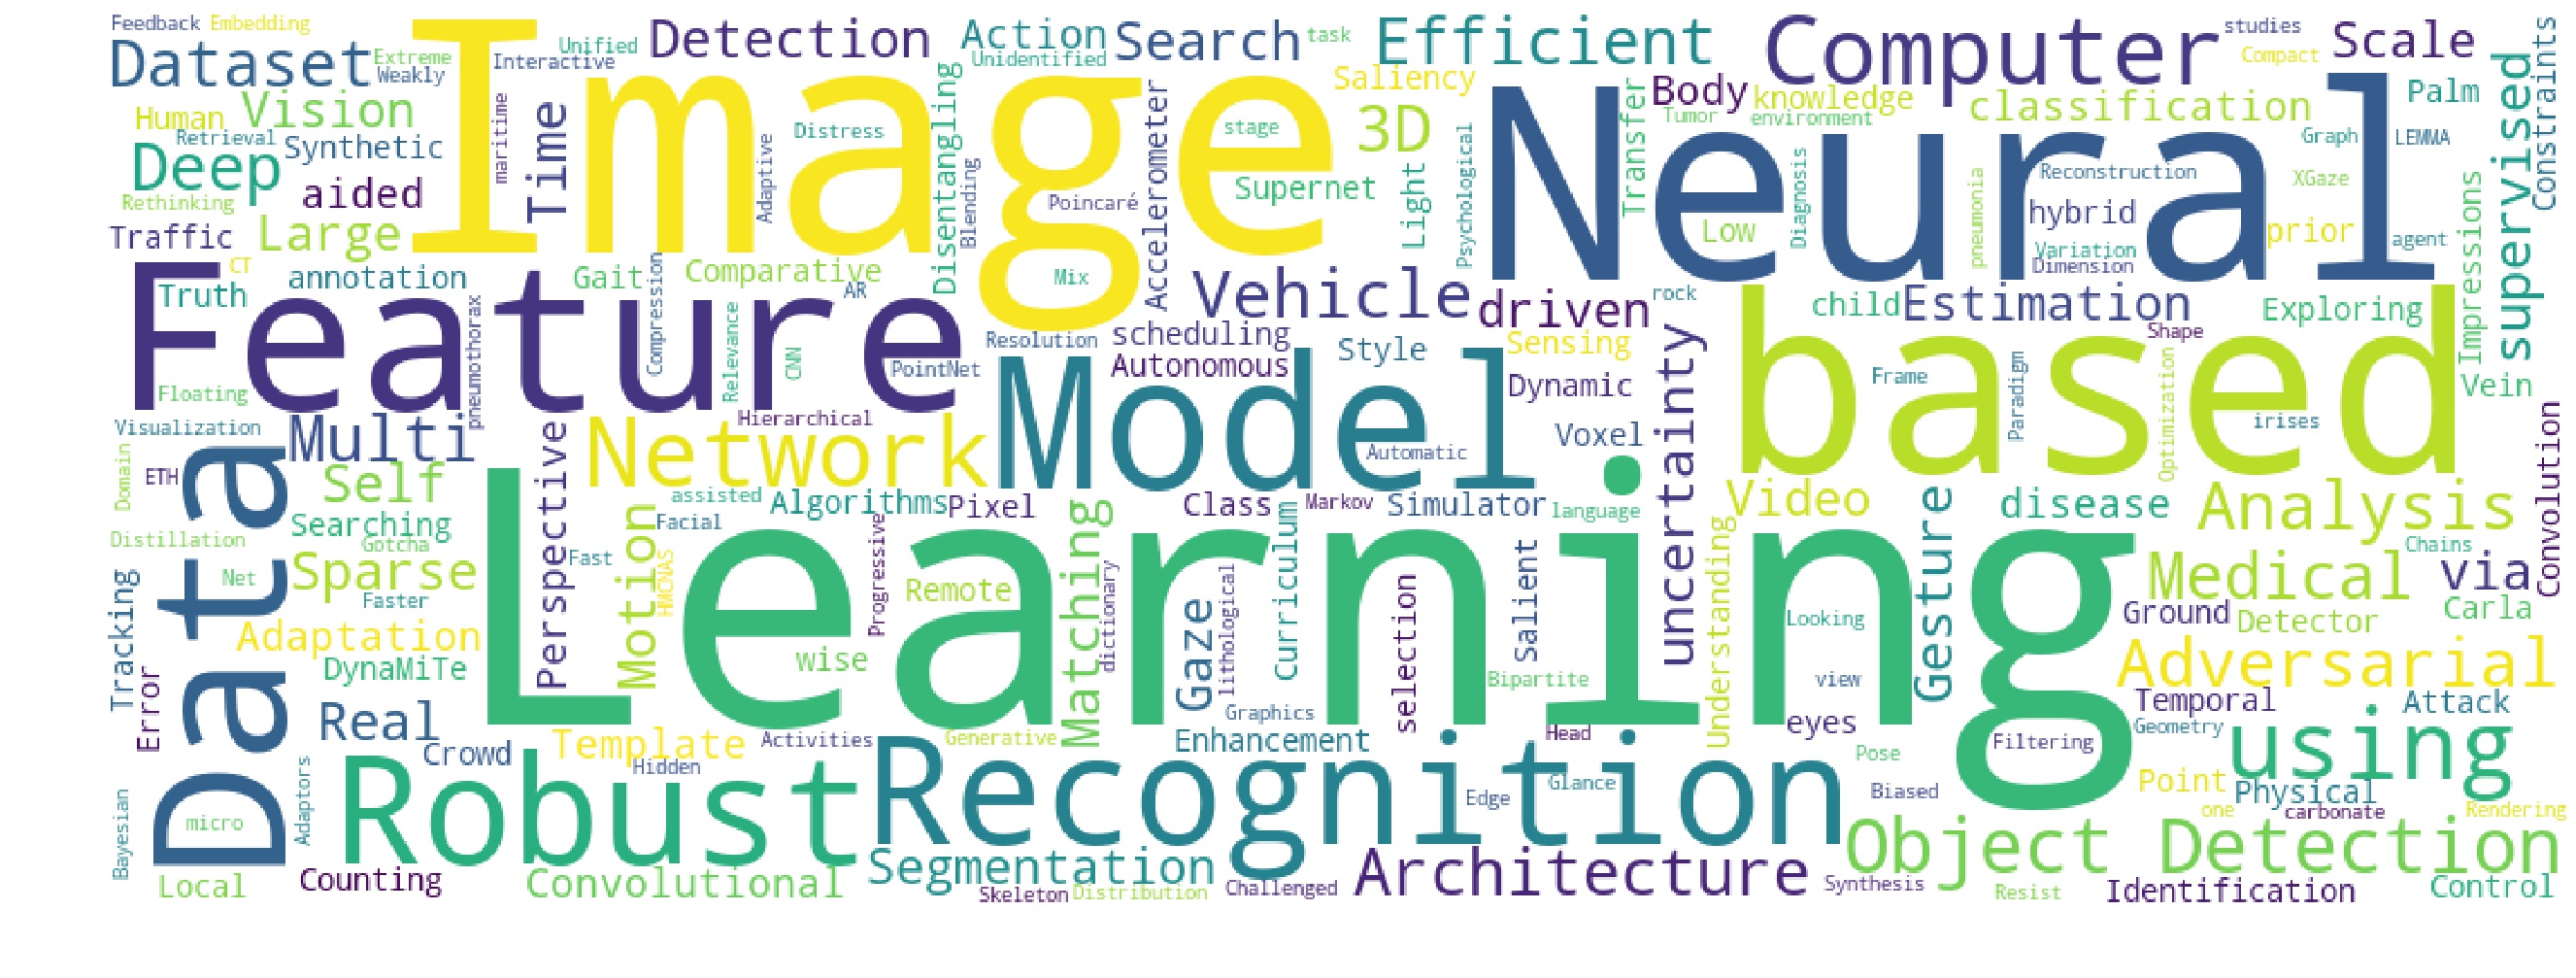 Feedback Embedding
Dataset
Extreme
Weakly
Image
Interactive
Unified
Detection
Action
Unidentified
Search
task
Efficient
Computer
studies
Compact
Scale
supervised
Constraints
Human
Vision
Retrieval
Synthetic
maritime
Time
Adaptive
Distress
Disentangling
Blending
Poincaré
Accelerometer
stage
Saliency
3D
Supernet
Light
Psychological
Neural
Transfer
Body
Tumor
knowledge
environment
classification
Palm
Graph
LEMMA
Deep
aided
Rethinking
Traffic
Large
Low
Diagnosis
pneumonia
Reconstruction
hybrid
Variation
Dimension
XGaze
prior
agent
Impressions
CT
Truth
annotation
Gait
Compression
Comparative
AR
Mix
Vehicle
driven
rock
child
Estimation
Exploring
Feature
pneumothorax
Relevance
CNN
PointNet
Resolution
scheduling
Autonomous
Style
Sensing
Dynamic
uncertainty
based
Shape
Frame
Paradigm
Optimization
irises
Vein
Floating
Visualization
Multi
Hierarchical
Network
Model
Automatic
Voxel
Convolution
Domain
ETH
Data
Self
Searching
Perspective
assisted
Algorithms
Pixel
Class
Markov
Simulator
language
Video
Gesture
disease
Analysis
Distillation
Gotcha
Motion
Facial
Progressive
Matching
Curriculum
Salient
Understanding
Chains
Net
Sparse
Faster
Fast
HMCNAS
Learning
Remote
dictionary
lithological
Gaze
selection
Looking
Medical
via
Tracking
Adaptation
DynaMiTe
wise
Bipartite
view
Ground
Detector
Carla
Adversarial
Error
Real
Crowd
Template
Activities
Generative
Graphics
Enhancement
Head
eyes
Filtering
Temporal
Attack
Geometry
using
Hidden
Adaptors
Robust
Recognition
Edge
Glance
Pose
Biased
Point
Physical
one
carbonate
Rendering
Bayesian
micro
Local
Counting
Convolutional
Segmentation
Skeleton
Distribution
Challenged
Architecture
Synthesis
Object Detection
Resist
Identification
Control